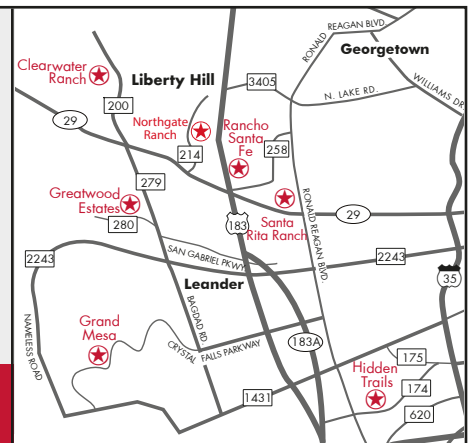 REAGAN BLVD.
RONALD
Georgetown
Clearwater
Ranch
Liberty Hill
3405
N. LAKE RD.
WILLIAMS DR.
200
29
Northgate
Ranch
Rancho
Santa
Fe
214
258
279
Greatwood
Estates
280
183
Santa
Rita Ranch
RONALD REAGAN BLVD.
29
2243
SAN GABRIEL PKWY
2243
35
Leander
NAMELESS ROAD
BAGDAD RD.
Grand
Mesa
CRYSTAL FALLS PARKWAY
183A
Hidden
Trails
175
174
1431
620